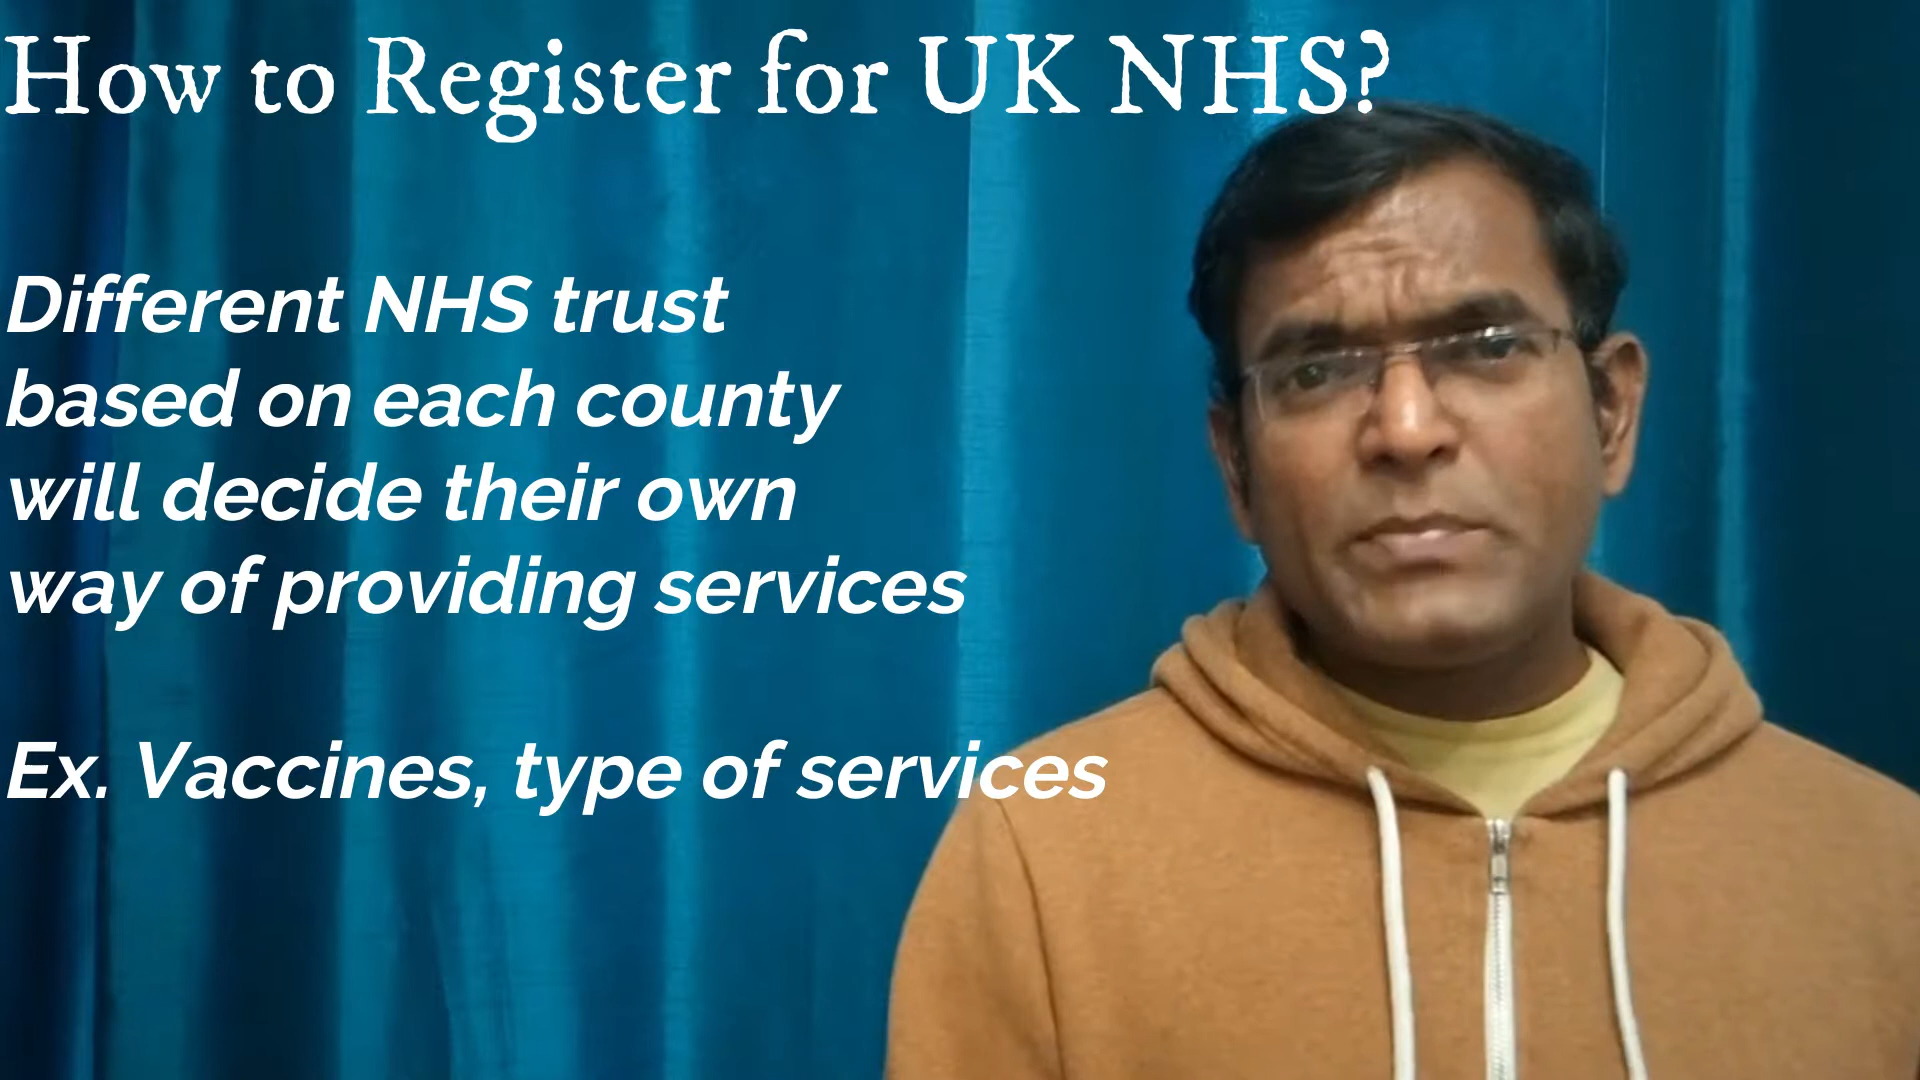 How to Register for UK NHS?
Different NHS trust
based on each county
will decide their own
way of providing services
Ex. Vaccines, type of services